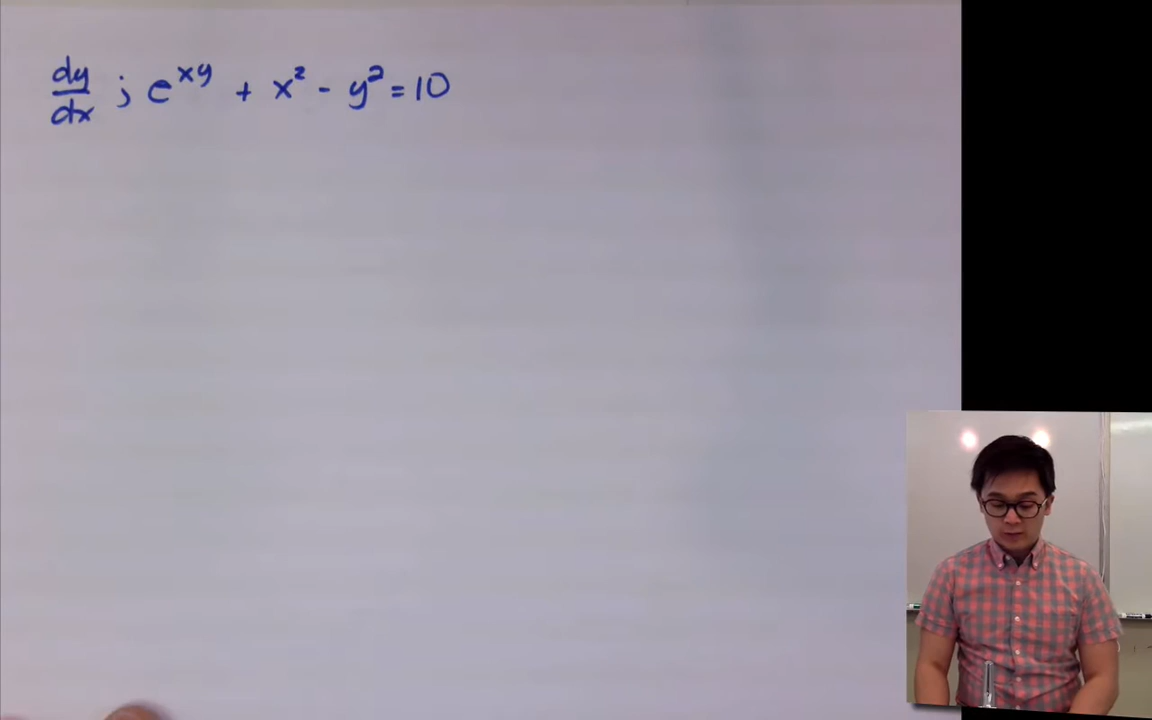 dy/dx ; e^xy + x² - y² = 10